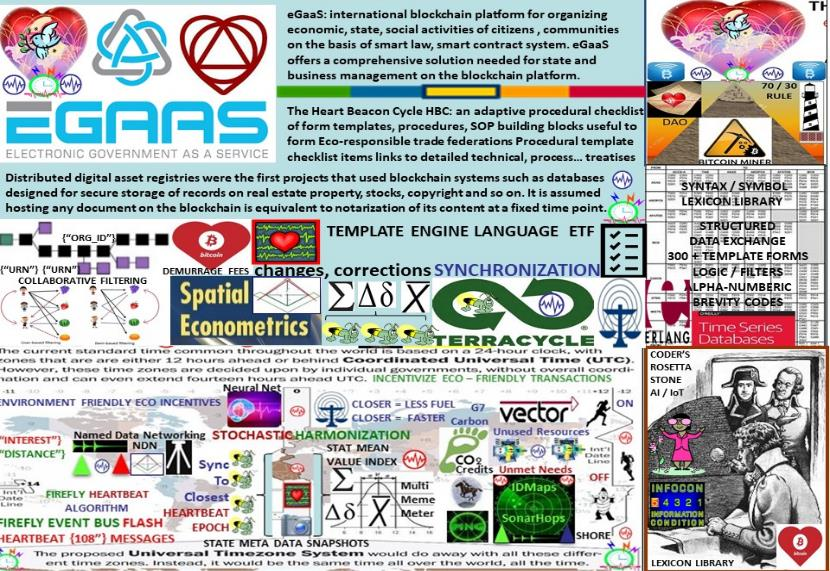 eGaaS: international blockchain platform for organizing
economic, state, social activities of citizens , communities
on the basis of smart law, smart contract system. eGaaS
offers a comprehensive solution needed for state and
business management on the blockchain platform.
EGAAS
ELECTRONIC GOVERNMENT AS A SERVICE
The Heart Beacon Cycle HBC: an adaptive procedural checklist
of form templates, procedures, SOP building blocks useful to
form Eco-responsible trade federations Procedural template
checklist items links to detailed technical, process... treatises
Distributed digital asset registries were the first projects that used blockchain systems such as databases
designed for secure storage of records on real estate property, stocks, copyright and so on. It is assumed
hosting any document on the blockchain is equivalent to notarization of its content at a fixed time point.
TH
70 / 30
RULE
DAO
BITCOIN MINER
SYNTAX / SYMBOL
LEXICON LIBRARY
STRUCTURED
DATA EXCHANGE
300 + TEMPLATE FORMS
LOGIC / FILTERS
ALPHA-NUMBERIC
BREVITY CODES
{"ORG_ID"}
{"URN"} {"URN"}
COLLABORATIVE FILTERING
bitcoin
DEMURRAGE FEES
TEMPLATE ENGINE LANGUAGE ETF
changes, corrections SYNCHRONIZATION
Spatial
Econometrics
Σ Δ δ X̄
TERRACYCLE
ERLANG
O'REILLY
Time Series
Databases
The current standard time common throughout the world is based on a 24-hour clock, with
zones that are are either 12 hours ahead or behind Coordinated Universal Time (UTC).
However, these time zones are decided upon by individual governments, without overall coordi-
nation and can even extend fourteen hours ahead UTC. INCENTIVIZE ECO – FRIENDLY TRANSACTIONS
ENVIRONMENT FRIENDLY ECO INCENTIVES
Neural Net
CLOSER = LESS FUEL
CLOSER = FASTER
G7
Carbon
vector
ON
"INTEREST"}
"DISTANCE"}
Named Data Networking
NDN
STOCHASTIC HARMONIZATION
STAT MEAN
VALUE INDEX
Unused Resources
Unmet Needs
CO2
Credits
Int'l
Date
Line
OFF
Sync
To
Closest
HEARTBEAT
EPOCH
FIREFLY HEARTBEAT
ALGORITHM
FIREFLY EVENT BUS FLASH
HEARTBEAT {108"} MESSAGES
STATE META DATA SNAPSHOTS
Σ
Δδ X̄
Multi
Meme
Meter
PING
IDMaps
SonarHops
SHORE
The proposed Universal Timezone System would do away with all these differ-
ent time zones. Instead, it would be the same time all over the world, all the time.
CODER'S
ROSETTA
STONE
AI / IoT
INFOCON
5 4 3 2 1
INFORMATION
CONDITION
bitcoin
LEXICON LIBRARY